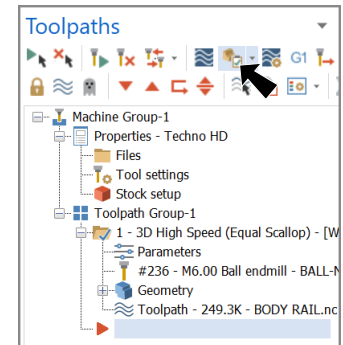 Toolpaths
G1
Machine Group-1
Properties - Techno HD
Files
Tool settings
Stock setup
Toolpath Group-1
1 - 3D High Speed (Equal Scallop) - [W
Parameters
#236 - M6.00 Ball endmill - BALL-N
Geometry
Toolpath - 249.3K - BODY RAIL.nc